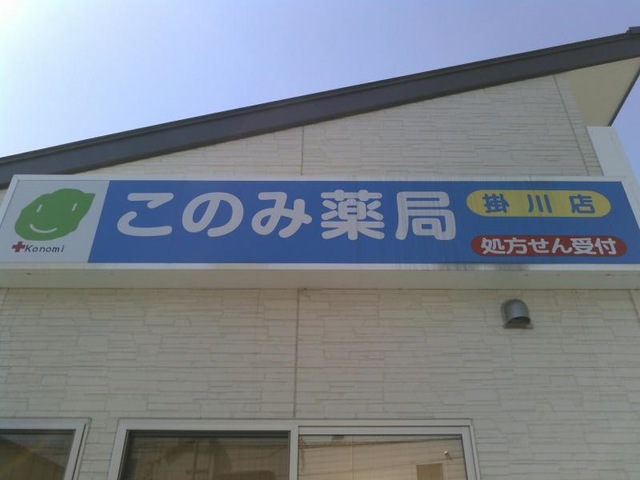 Konomi
このみ薬局
掛川店
処方せん受付